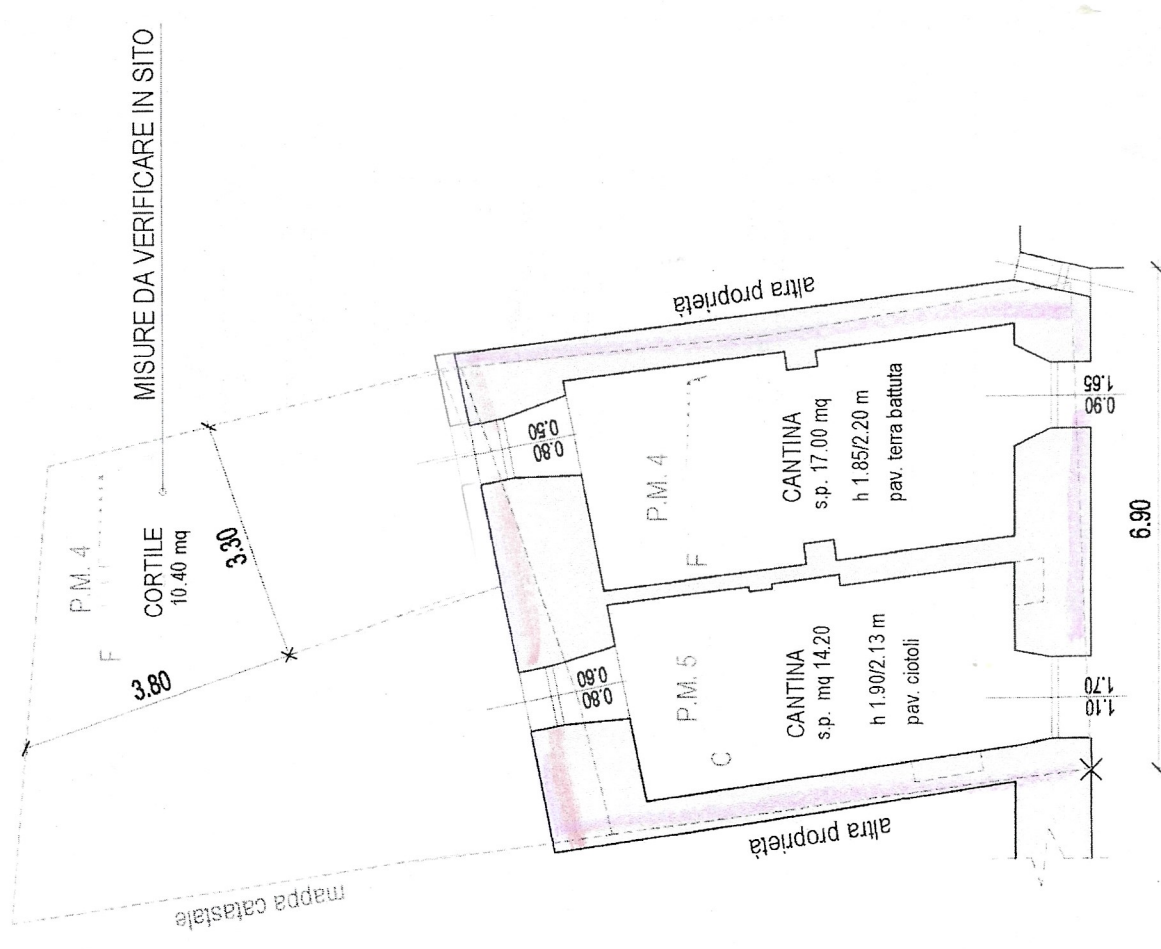 MISURE DA VERIFICARE IN SITO
P.M. 4
F
CORTILE
10.40 mq
3.30
3.80
mappa catastale
altra proprietà
0.50
0.80
P.M. 4
F
CANTINA
s.p. 17.00 mq
h 1.85/2.20 m
pav. terra battuta
1.65
0.90
0.60
0.80
P.M. 5
C
CANTINA
s.p. mq 14.20
h 1.90/2.13 m
pav. ciotoli
1.70
1.10
altra proprietà
6.90